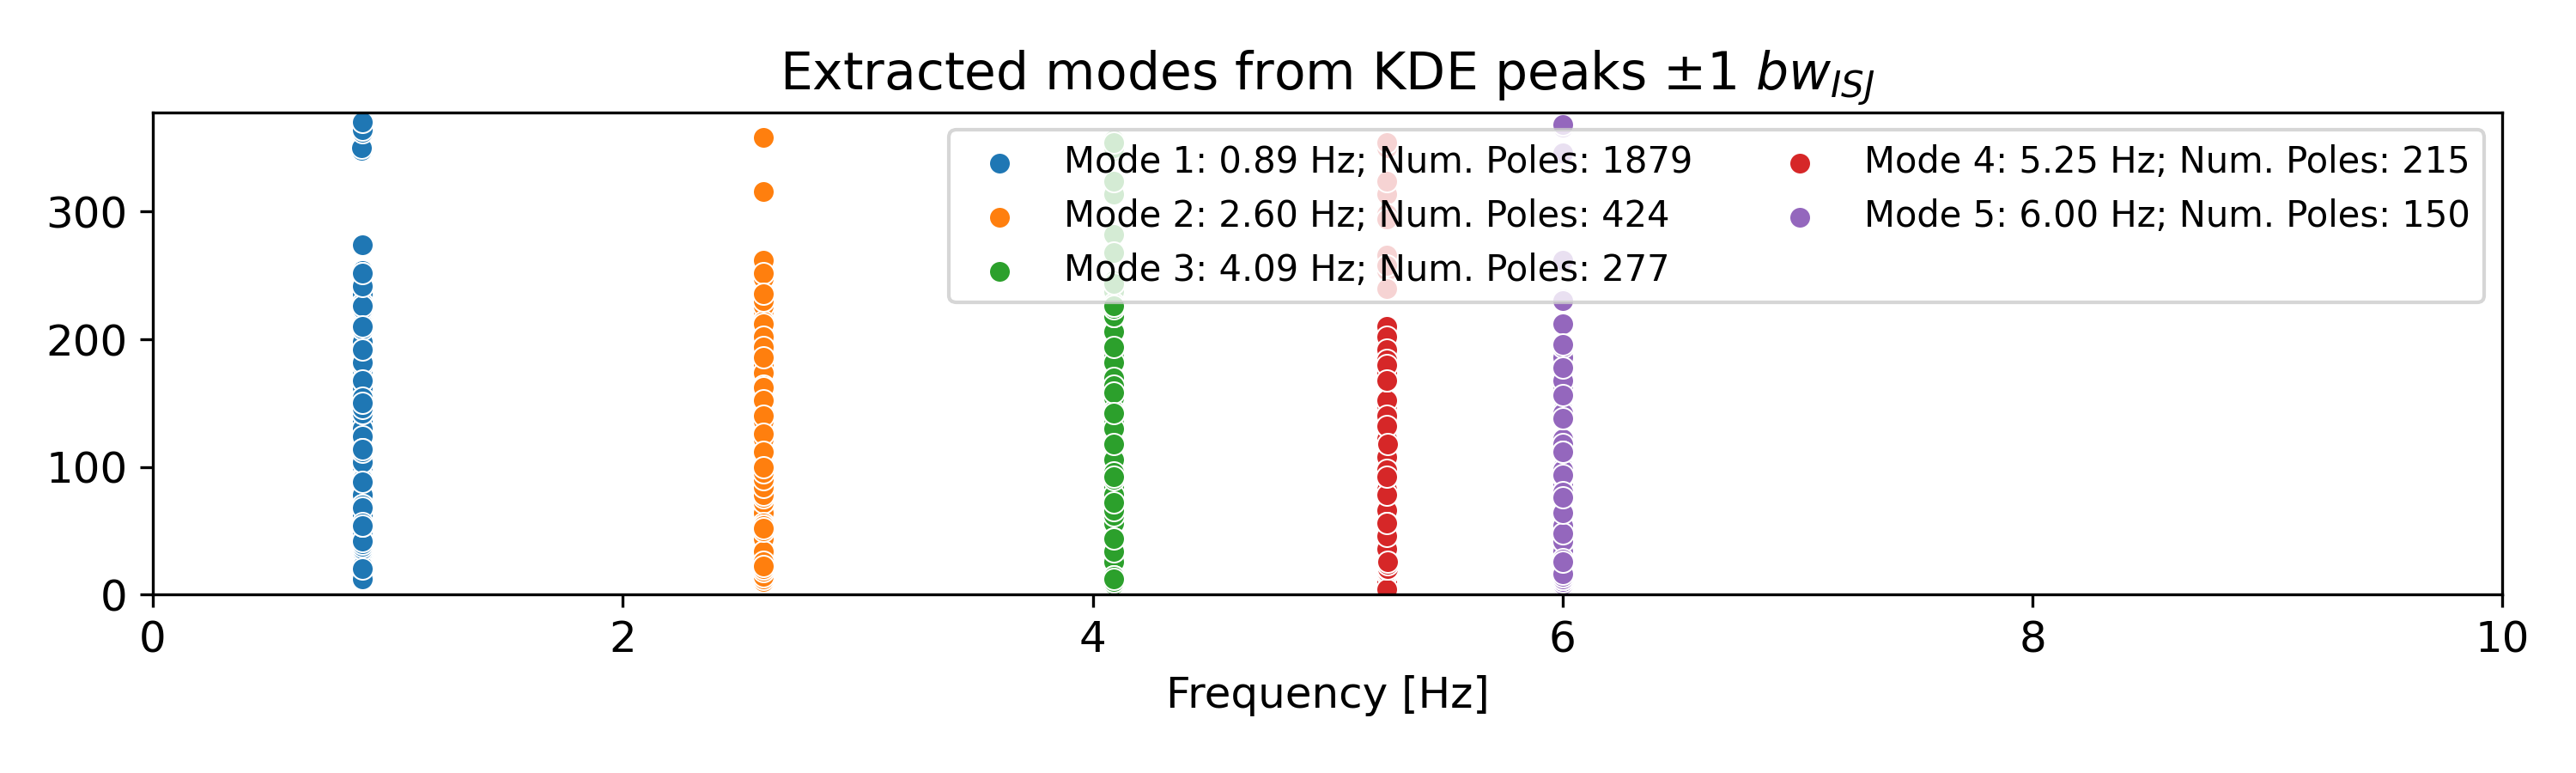 Extracted modes from KDE peaks ±1 bw_{ISJ}
300
200
100
0
Mode 1: 0.89 Hz; Num. Poles: 1879
Mode 2: 2.60 Hz; Num. Poles: 424
Mode 3: 4.09 Hz; Num. Poles: 277
Mode 4: 5.25 Hz; Num. Poles: 215
Mode 5: 6.00 Hz; Num. Poles: 150
0 2 4 6 8 10
Frequency [Hz]